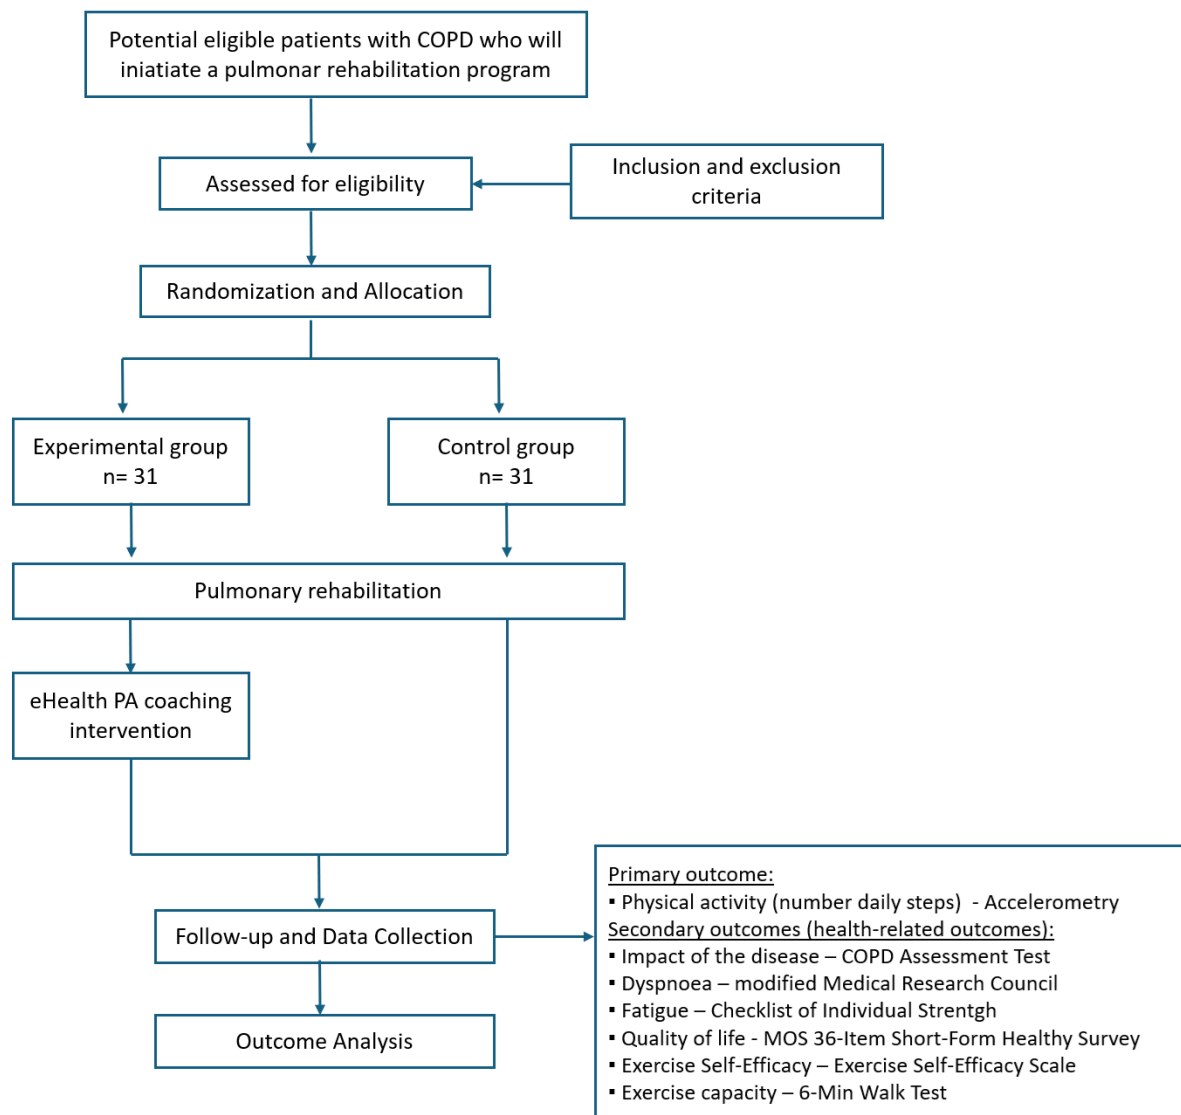 Potential eligible patients with COPD who will
iniatiate a pulmonar rehabilitation program
Assessed for eligibility
Inclusion and exclusion
criteria
Randomization and Allocation
Experimental group
n= 31
Control group
n= 31
Pulmonary rehabilitation
eHealth PA coaching
intervention
Follow-up and Data Collection
Outcome Analysis
Primary outcome:
▪ Physical activity (number daily steps)  - Accelerometry
Secondary outcomes (health-related outcomes):
▪ Impact of the disease – COPD Assessment Test
▪ Dyspnoea – modified Medical Research Council
▪ Fatigue – Checklist of Individual Strentgh
▪ Quality of life - MOS 36-Item Short-Form Healthy Survey
▪ Exercise Self-Efficacy – Exercise Self-Efficacy Scale
▪ Exercise capacity – 6-Min Walk Test